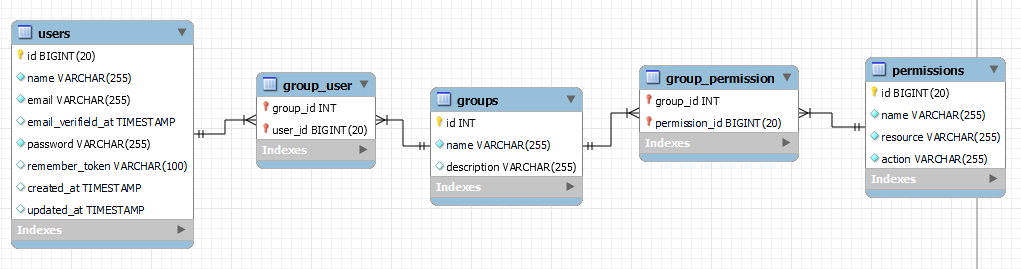 users
id BIGINT(20)
name VARCHAR(255)
email VARCHAR(255)
email_verifield_at TIMESTAMP
password VARCHAR(255)
remember_token VARCHAR(100)
created_at TIMESTAMP
updated_at TIMESTAMP
Indexes
group_user
group_id INT
user_id BIGINT(20)
Indexes
groups
id INT
name VARCHAR(255)
description VARCHAR(255)
Indexes
group_permission
group_id INT
permission_id BIGINT(20)
Indexes
permissions
id BIGINT(20)
name VARCHAR(255)
resource VARCHAR(255)
action VARCHAR(255)
Indexes